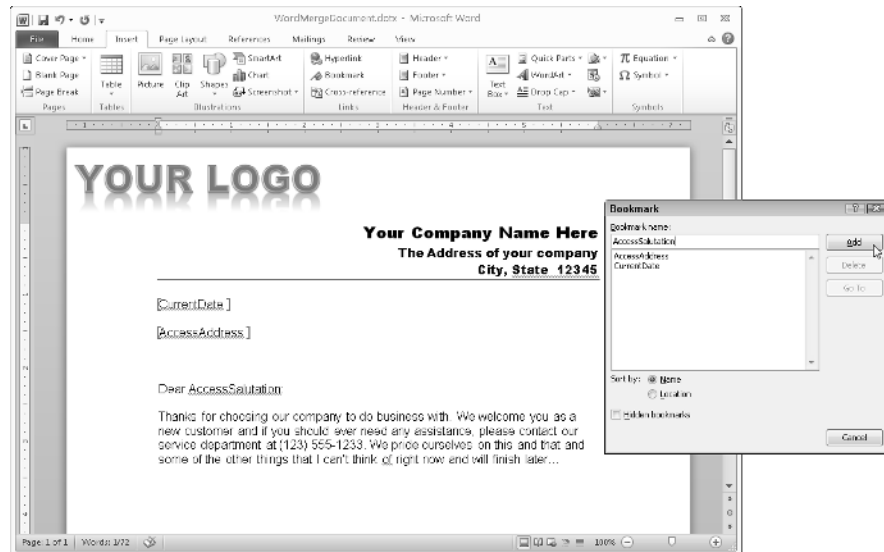 WordMergeDocument.dotx - Microsoft Word
File Home Insert Page Layout References Mailings Review View
Cover Page
Blank Page
Page Break
Pages
Table
Tables
Picture
Clip Art
Shapes
SmartArt
Chart
Screenshot
Illustrations
Hyperlink
Bookmark
Cross-reference
Links
Header
Footer
Page Number
Header & Footer
Text Box
Quick Parts
WordArt
Drop Cap
Text
Equation
Symbol
Symbols
YOUR LOGO
Your Company Name Here
The Address of your company
City, State 12345
[CurrentDate ]
[AccessAddress ]
Dear AccessSalutation:
Thanks for choosing our company to do business with. We welcome you as a
new customer and if you should ever need any assistance, please contact our
service department at (123) 555-1233. We price ourselves on this and that and
some of the other things that I can't think of right now and will finish later…
Page: 1 of 1 Words: 1/72 100%
Bookmark
Bookmark name:
AccessSalutation
AccessAddress
CurrentDate
Add
Delete
Go To
Sort by: Name
Location
Hidden bookmarks
Cancel